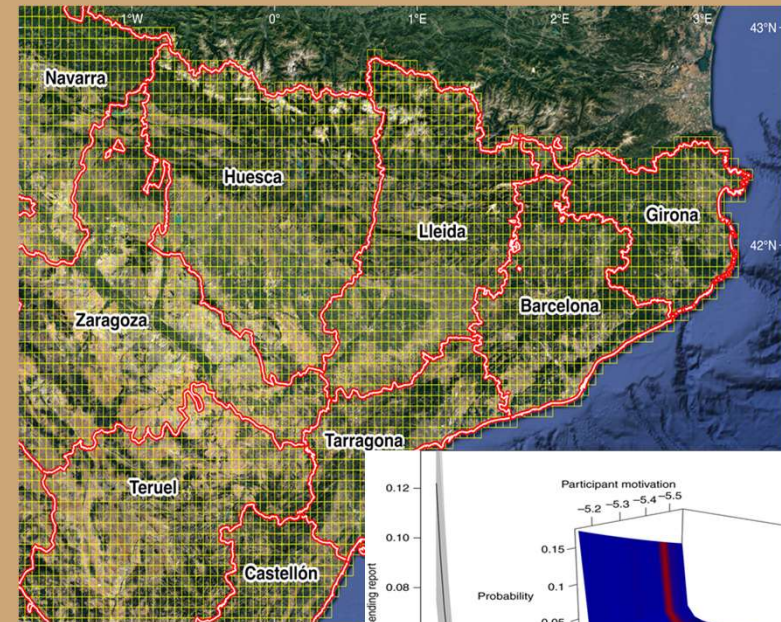 1°W 0° 1°E 2°E 3°E
43°N
Navarra
Huesca
Girona
Lleida
42°N
Barcelona
Zaragoza
Tarragona
Teruel
Castellón
Participant motivation
−5.2 −5.3 −5.4 −5.5
0.12
0.10
0.08
ending report
0.15
0.1
0.05
Probability